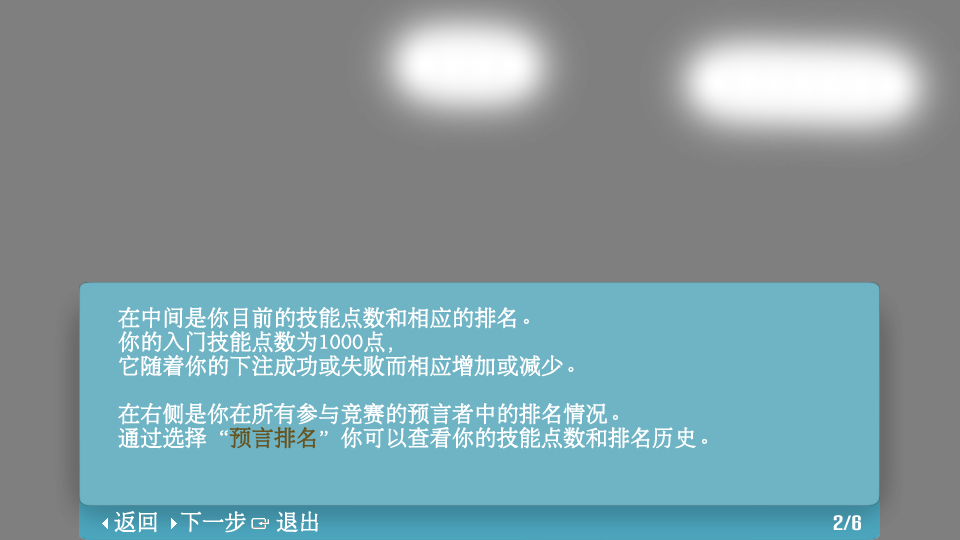 在中间是你目前的技能点数和相应的排名。
你的入门技能点数为1000点,
它随着你的下注成功或失败而相应增加或减少。
在右侧是你在所有参与竞赛的预言者中的排名情况。
通过选择“预言排名”你可以查看你的技能点数和排名历史。
返回 下一步 退出 2/6